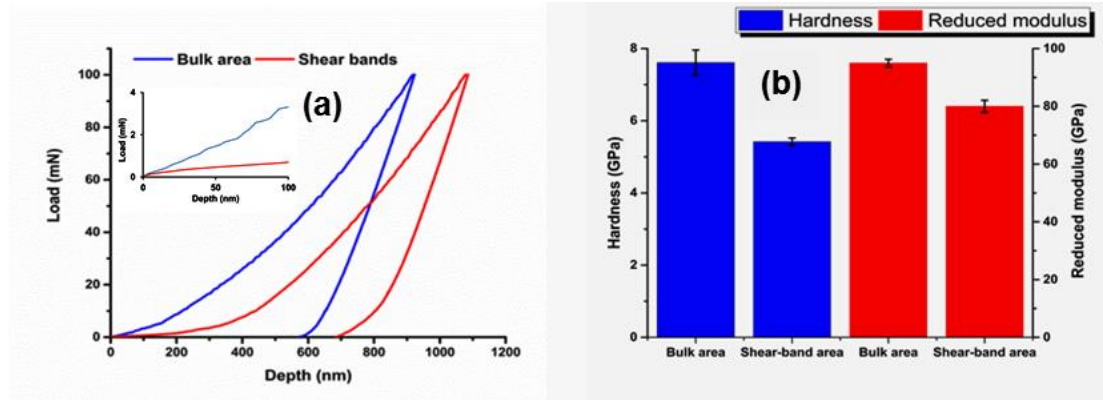 Bulk area Shear bands
(a)
100
80
60
40
20
0
Load (mN)
0 200 400 600 800 1000 1200
Depth (nm)
4
2
0
Load (mN)
0 50 100
Depth (nm)
Hardness Reduced modulus
(b)
8
6
4
2
0
Hardness (GPa)
100
80
60
40
20
0
Reduced modulus (GPa)
Bulk area Shear-band area Bulk area Shear-band area